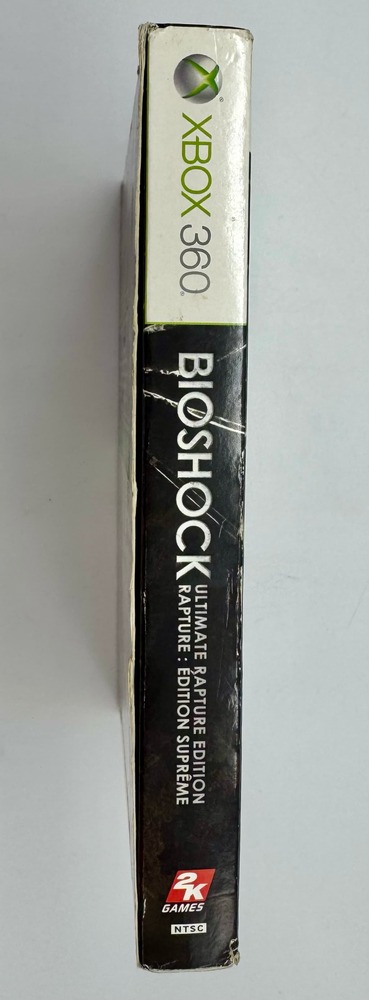 XBOX 360
BIOSHOCK
ULTIMATE RAPTURE EDITION
RAPTURE : ÉDITION SUPRÊME
2K
GAMES
NTSC